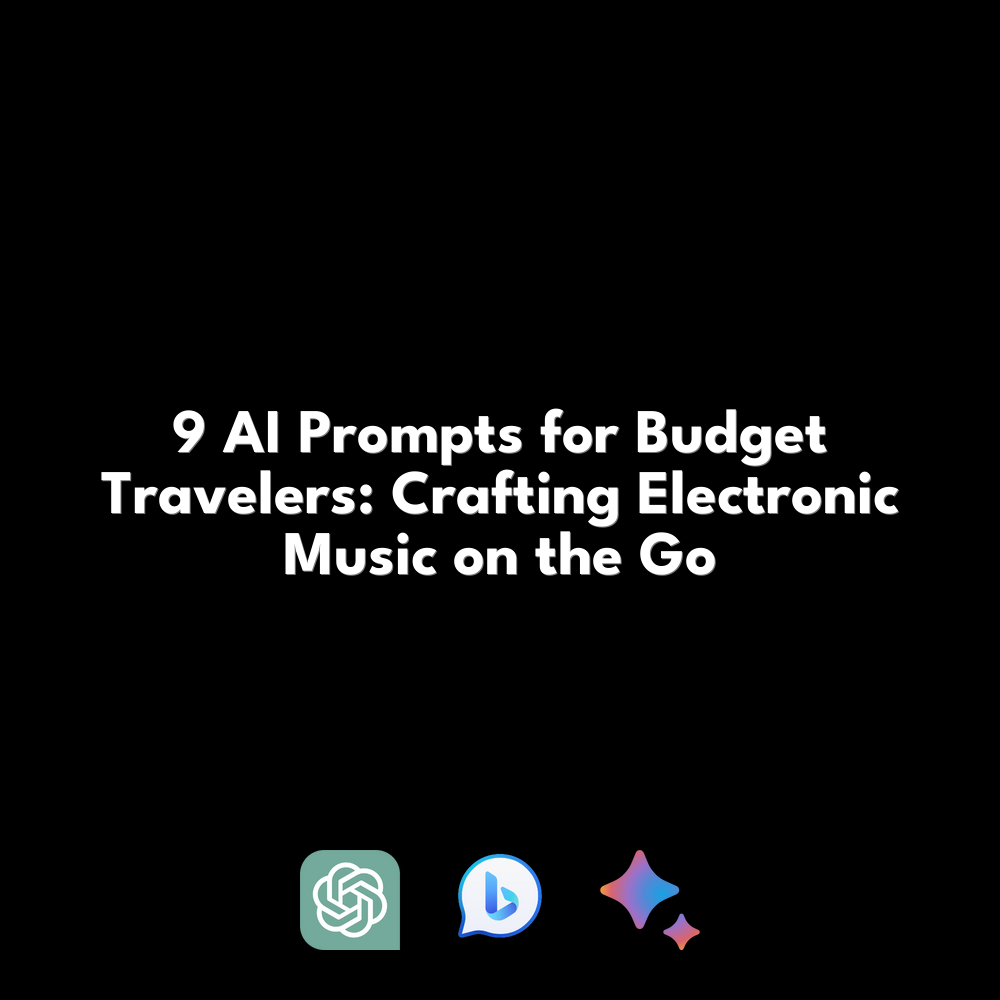 9 AI Prompts for Budget
Travelers: Crafting Electronic
Music on the Go